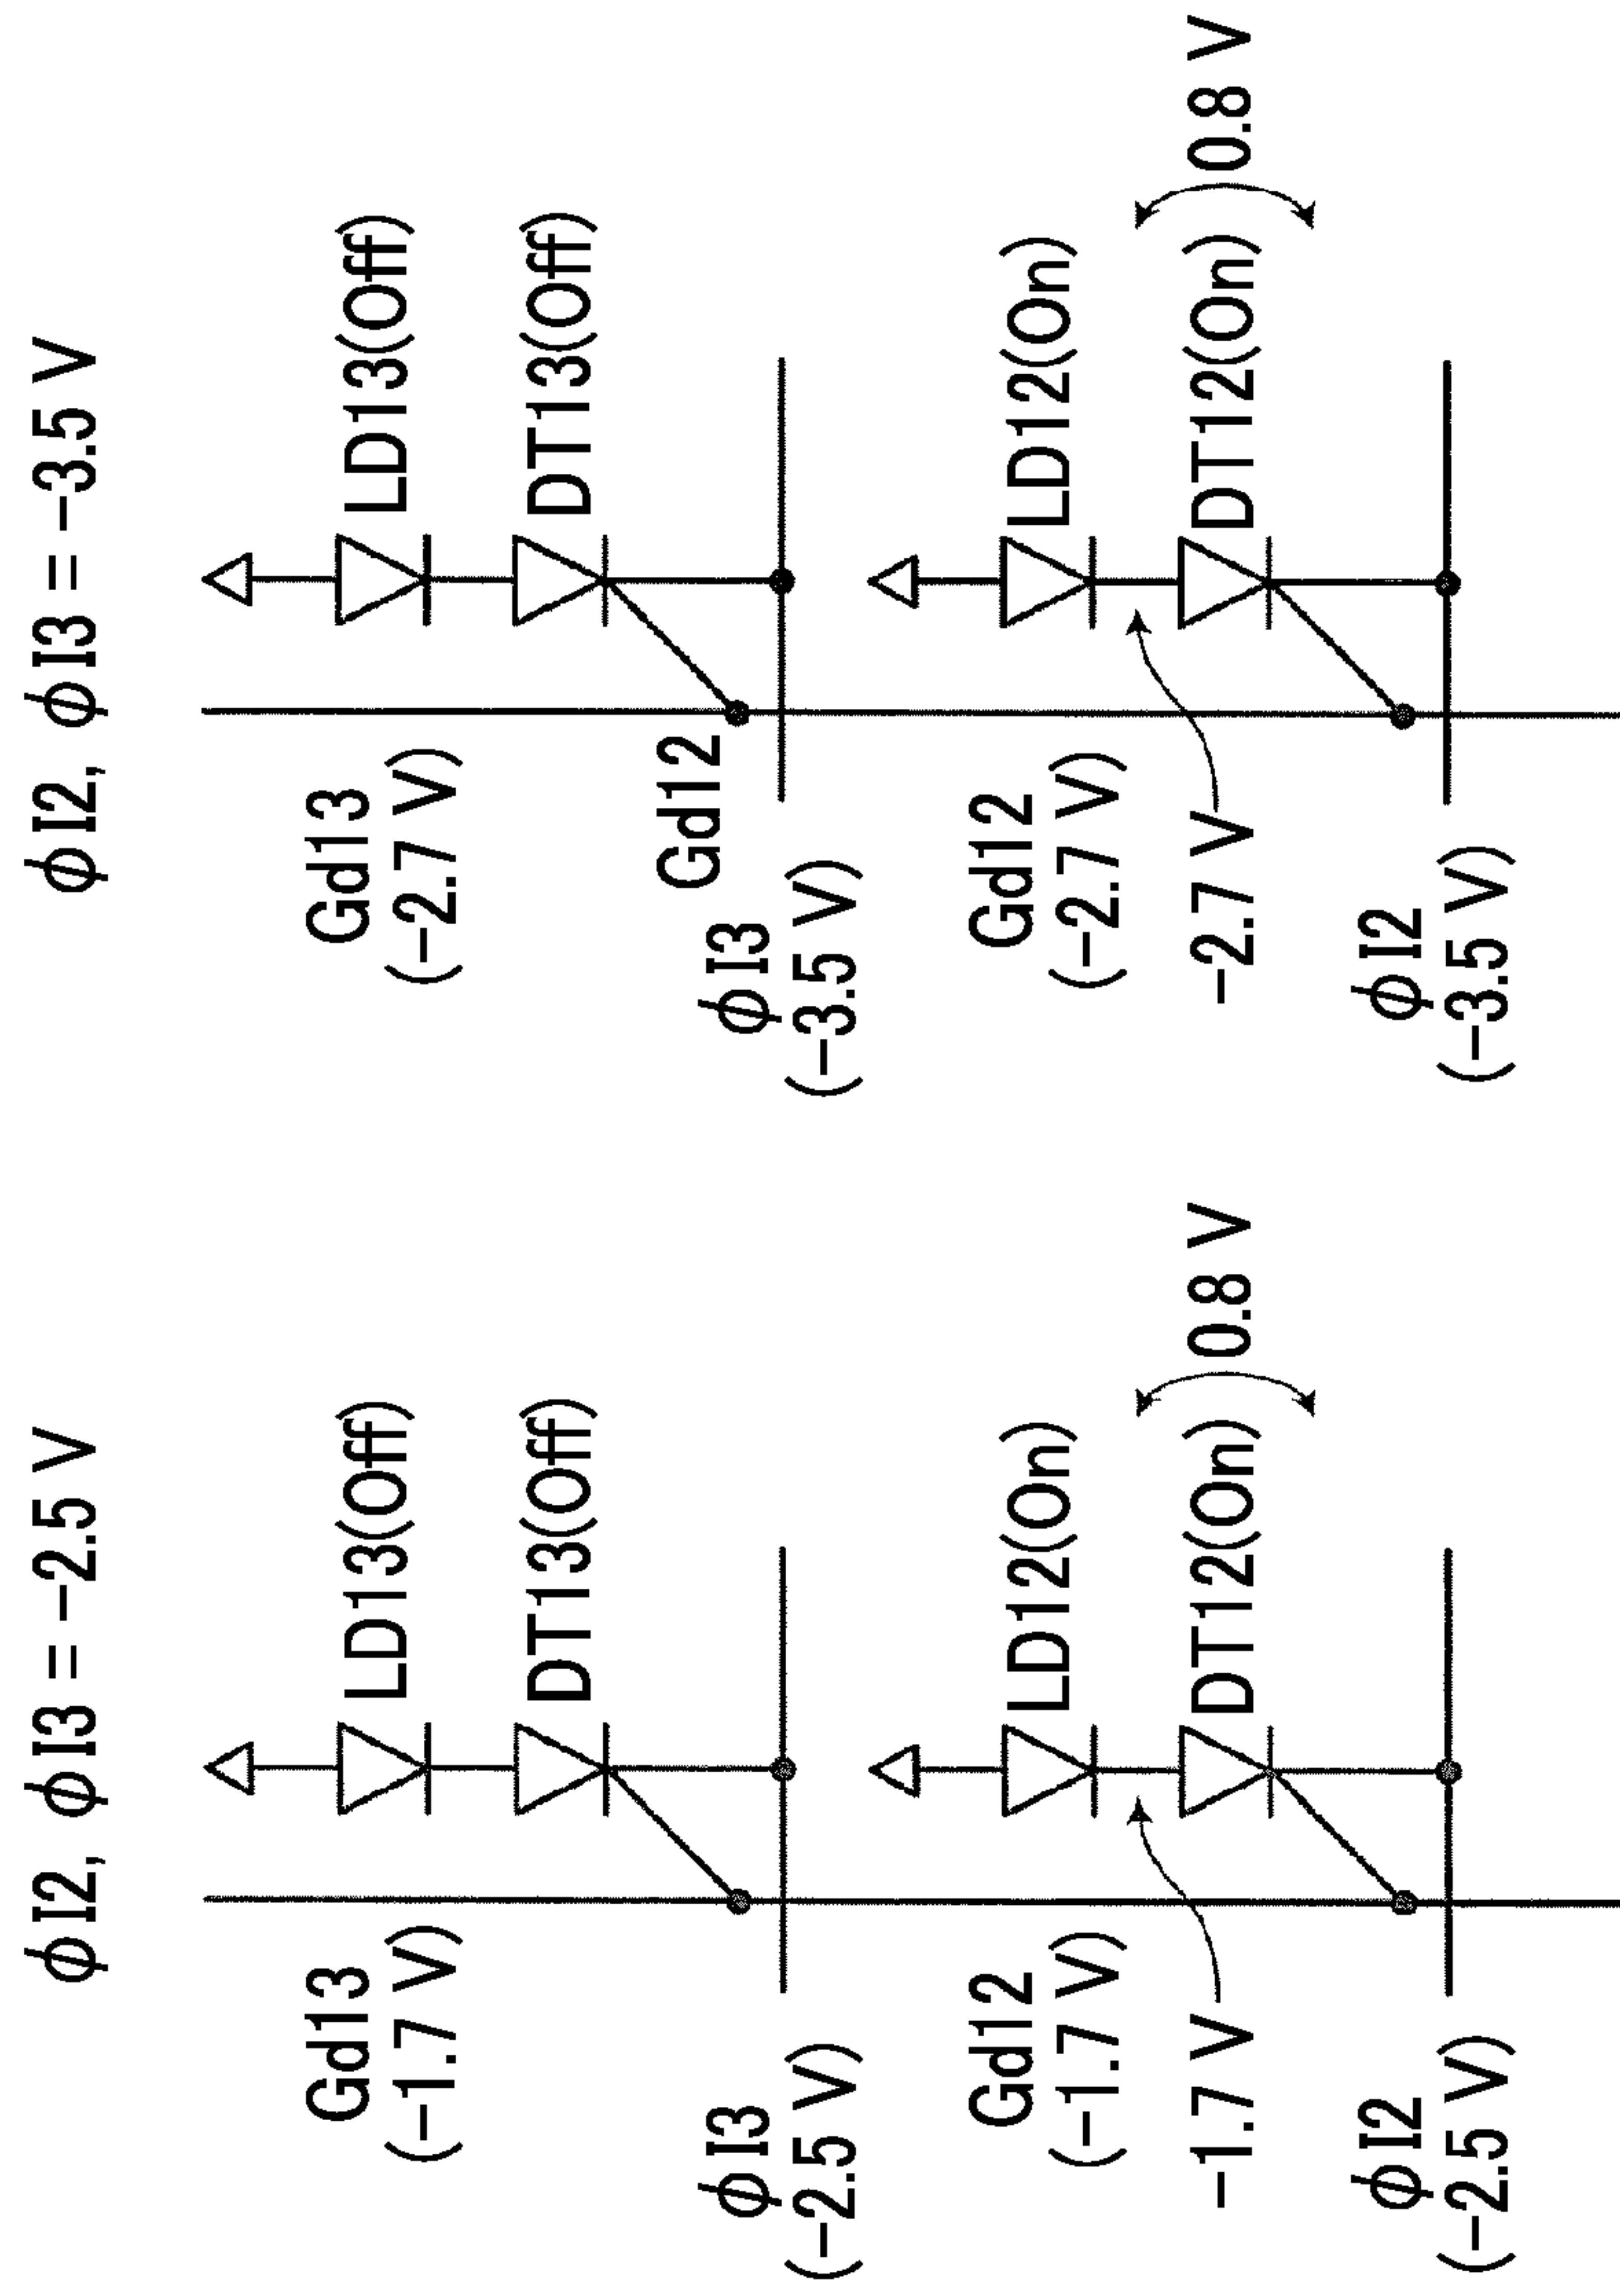 ϕI2, ϕI3 = −2.5 V
Gd13
(−1.7 V)
LD13(Off)
DT13(Off)
ϕI3
(−2.5 V)
Gd12
(−1.7 V)
LD12(On)
DT12(On)
0.8 V
−1.7 V
ϕI2
(−2.5 V)
ϕI2, ϕI3 = −3.5 V
Gd13
(−2.7 V)
LD13(Off)
DT13(Off)
Gd12
ϕI3
(−3.5 V)
Gd12
(−2.7 V)
LD12(On)
DT12(On)
0.8 V
−2.7 V
ϕI2
(−3.5 V)